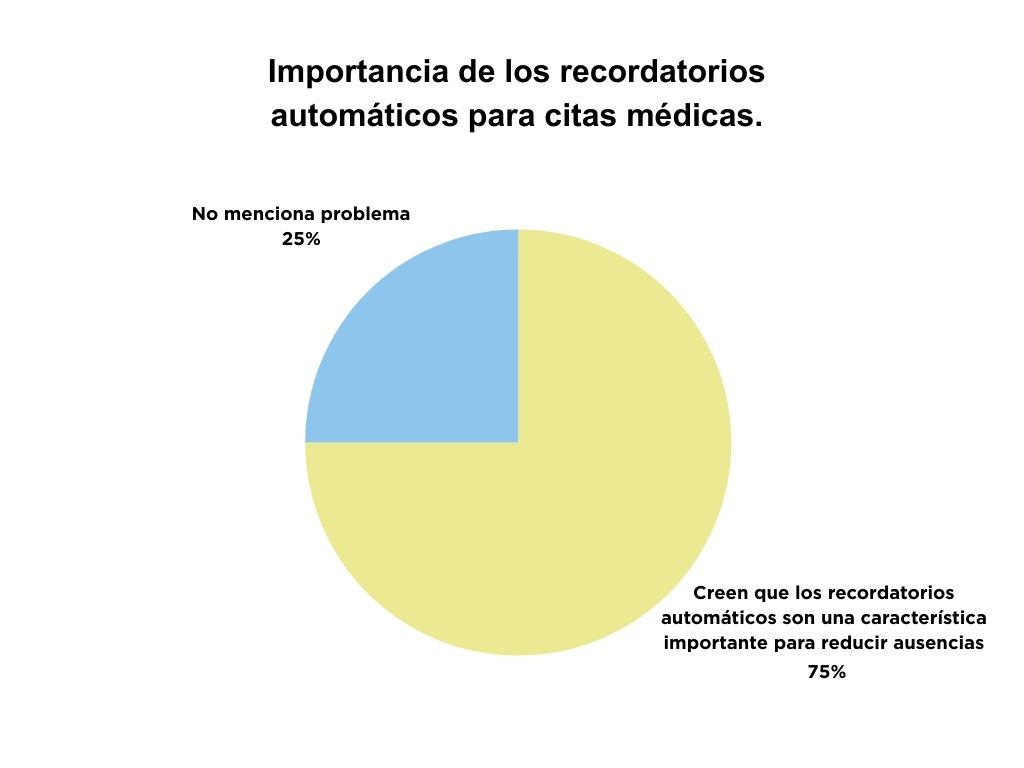 Importancia de los recordatorios
automáticos para citas médicas.
No menciona problema
25%
Creen que los recordatorios
automáticos son una característica
importante para reducir ausencias
75%